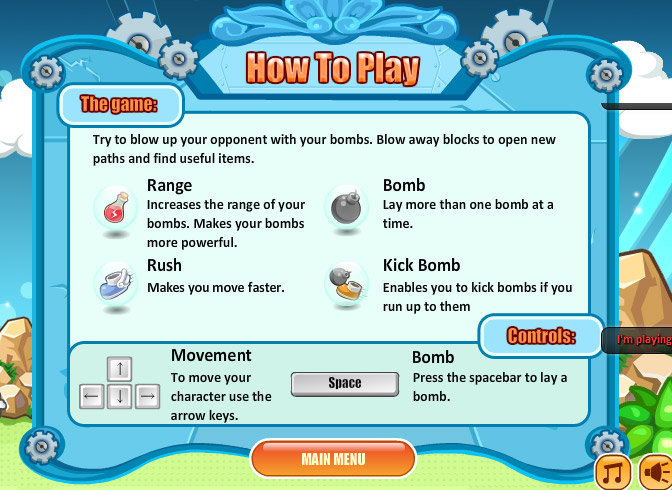 How To Play
The game:
Try to blow up your opponent with your bombs. Blow away blocks to open new
paths and find useful items.
Range
Increases the range of your
bombs. Makes your bombs
more powerful.
Bomb
Lay more than one bomb at a
time.
Rush
Makes you move faster.
Kick Bomb
Enables you to kick bombs if you
run up to them
Controls:
I'm playing
Movement
To move your
character use the
arrow keys.
Space
Bomb
Press the spacebar to lay a
bomb.
MAIN MENU